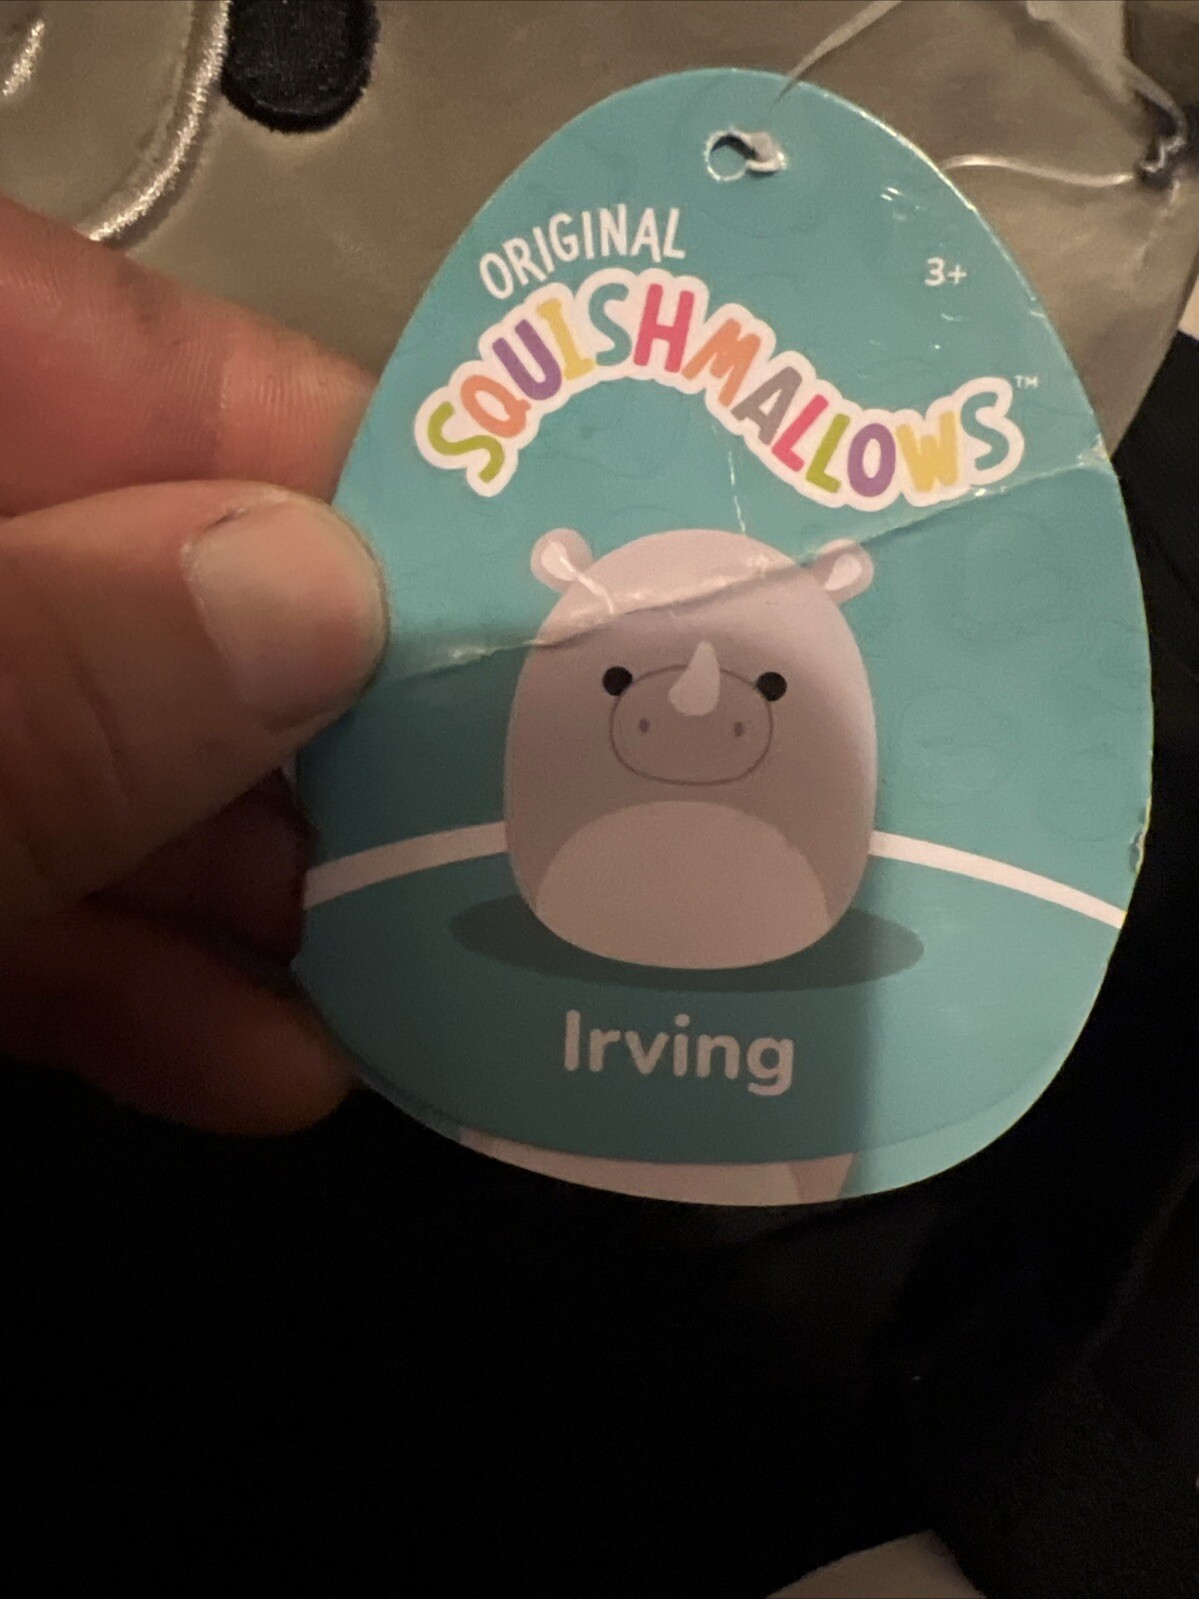 ORIGINAL
3+
SQUISHMALLOWS™
Irving